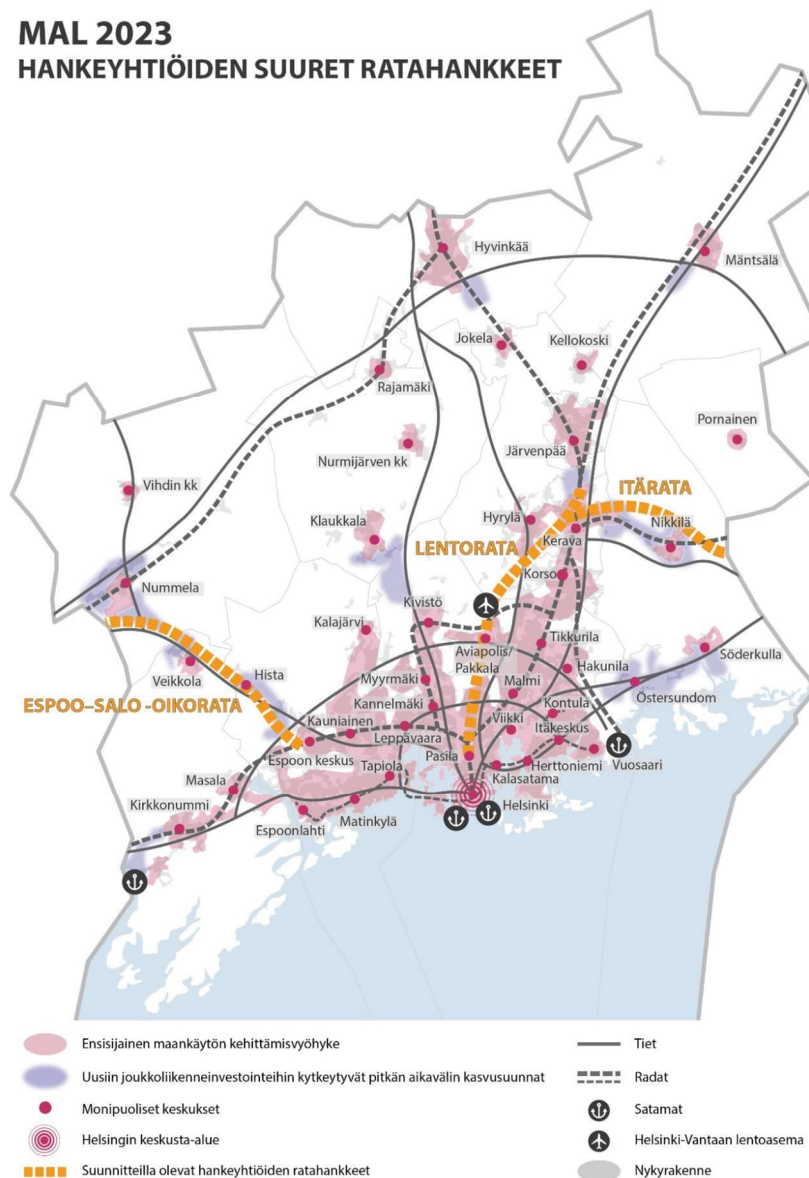 MAL 2023
HANKEYHTIÖIDEN SUURET RATAHANKKEET
Hyvinkää
Mäntsälä
Jokela
Kellokoski
Rajamäki
Pornainen
Nurmijärven kk
Järvenpää
Vihdin kk
ITÄRATA
Klaukkala
Hyrylä
Nikkilä
LENTORATA
Kerava
Korso
Nummela
Kivistö
Kalajärvi
Tikkurila
Aviapolis/
Pakkala
Söderkulla
Veikkola
Hista
Myyrmäki
Malmi
Hakunila
ESPOO–SALO -OIKORATA
Kannelmäki
Kontula
Östersundom
Kauniainen
Viikki
Itäkeskus
Leppävaara
Espoon keskus
Pasila
Tapiola
Herttoniemi
Vuosaari
Masala
Kalasatama
Kirkkonummi
Helsinki
Matinkylä
Espoonlahti
Ensisijainen maankäytön kehittämisvyöhyke
Uusiin joukkoliikenneinvestointeihin kytkeytyvät pitkän aikavälin kasvusuunnat
Monipuoliset keskukset
Helsingin keskusta-alue
Suunnitteilla olevat hankeyhtiöiden ratahankkeet
Tiet
Radat
Satamat
Helsinki-Vantaan lentoasema
Nykyrakenne